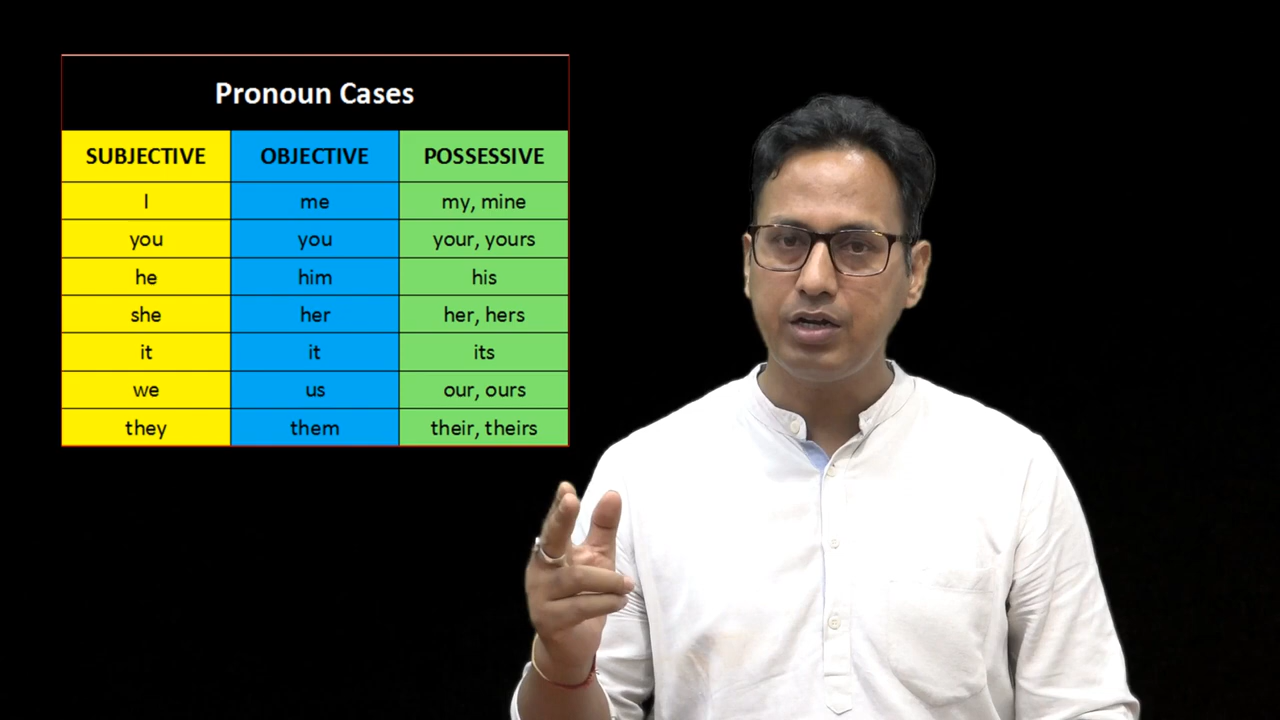 Pronoun Cases
SUBJECTIVE OBJECTIVE POSSESSIVE
I me my, mine
you you your, yours
he him his
she her her, hers
it it its
we us our, ours
they them their, theirs